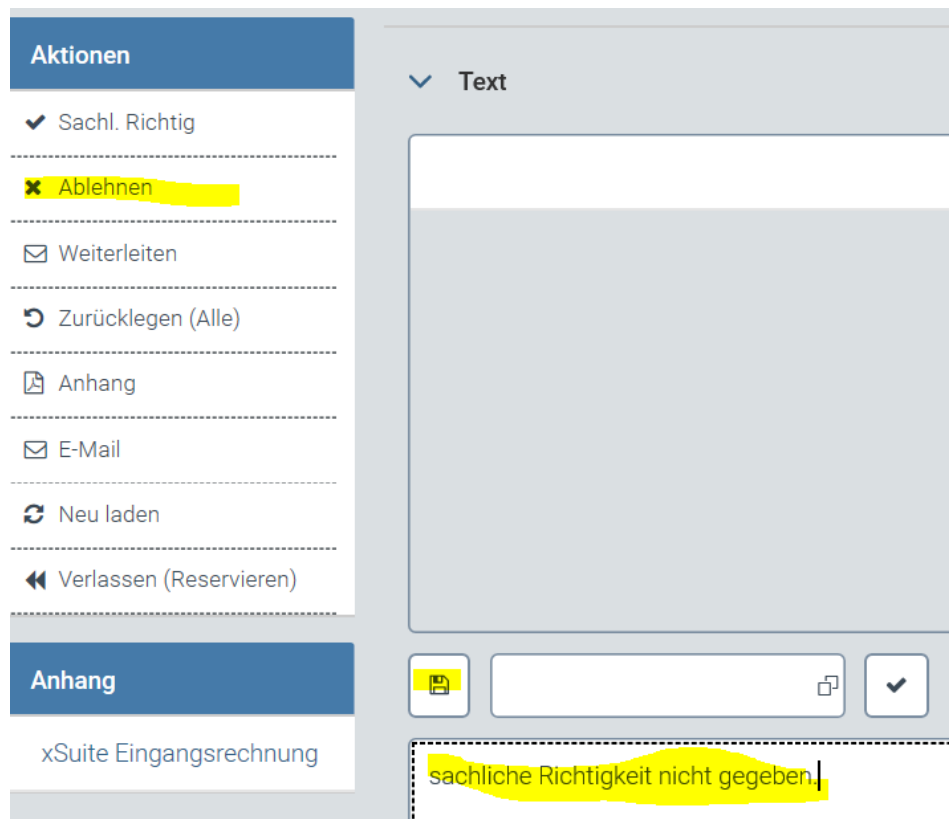 Aktionen
Sachl. Richtig
Ablehnen
Weiterleiten
Zurücklegen (Alle)
Anhang
E-Mail
Neu laden
Verlassen (Reservieren)
Anhang
xSuite Eingangsrechnung
Text
sachliche Richtigkeit nicht gegeben.